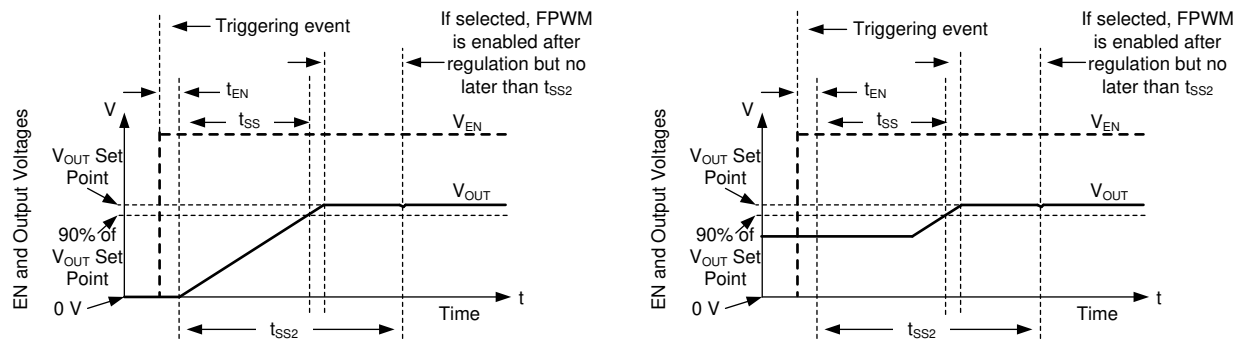 Triggering event
If selected, FPWM
is enabled after
regulation but no
later than tSS2
tEN
V
tSS
VEN
VOUT Set
Point
VOUT
90% of
VOUT Set
Point
0 V
t
Time
tSS2
EN and Output Voltages
Triggering event
If selected, FPWM
is enabled after
regulation but no
later than tSS2
tEN
V
tSS
VEN
VOUT Set
Point
VOUT
90% of
VOUT Set
Point
0 V
t
Time
tSS2
EN and Output Voltages